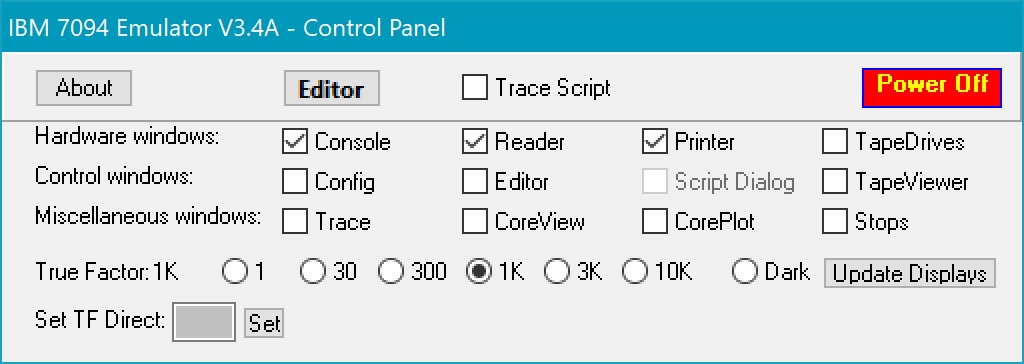 IBM 7094 Emulator V3.4A - Control Panel
About Editor Trace Script Power Off
Hardware windows: Console Reader Printer TapeDrives
Control windows: Config Editor Script Dialog TapeViewer
Miscellaneous windows: Trace CoreView CorePlot Stops
True Factor: 1K 1 30 300 1K 3K 10K Dark Update Displays
Set TF Direct: Set